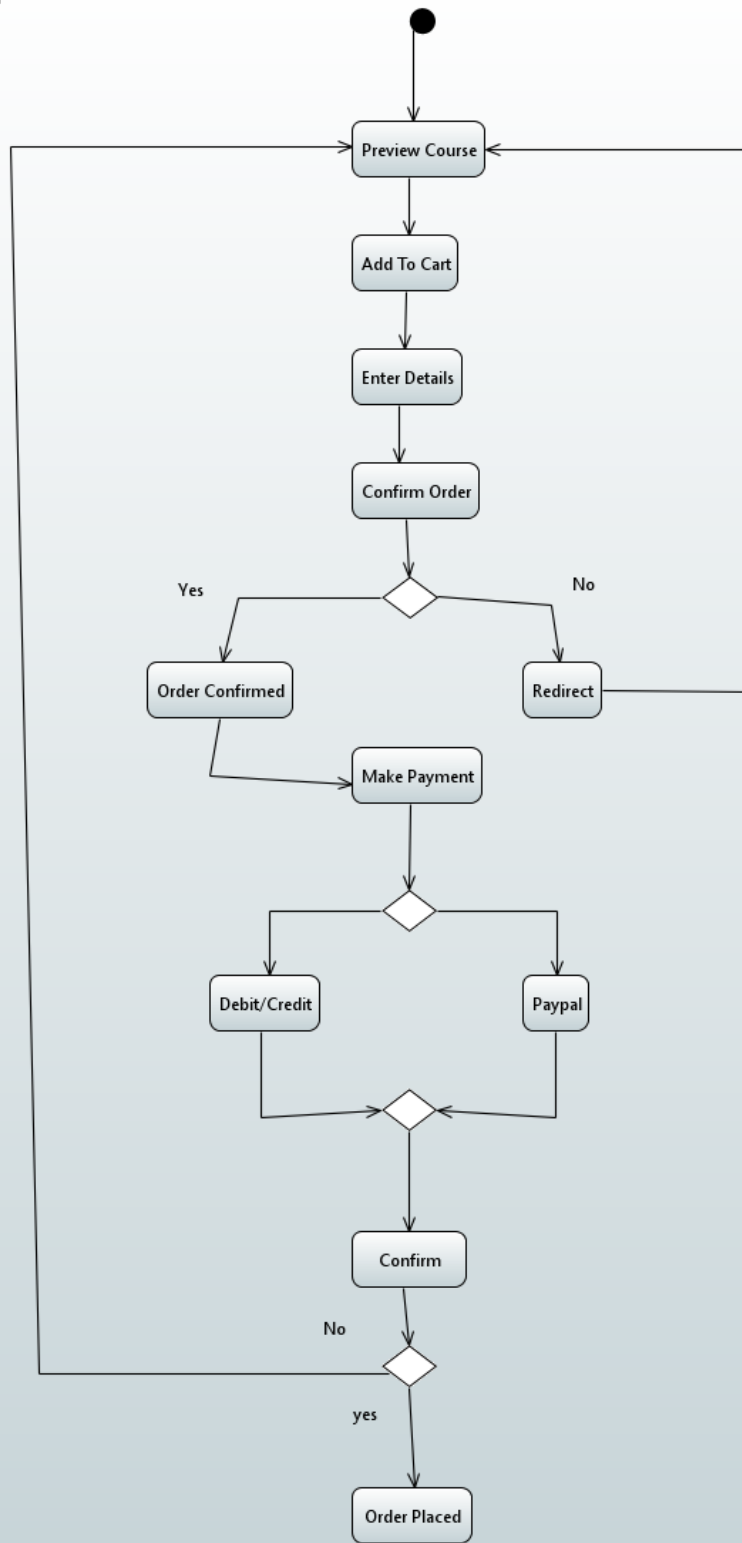 Preview Course
Add To Cart
Enter Details
Confirm Order
Yes
No
Order Confirmed
Redirect
Make Payment
Debit/Credit
Paypal
Confirm
No
yes
Order Placed